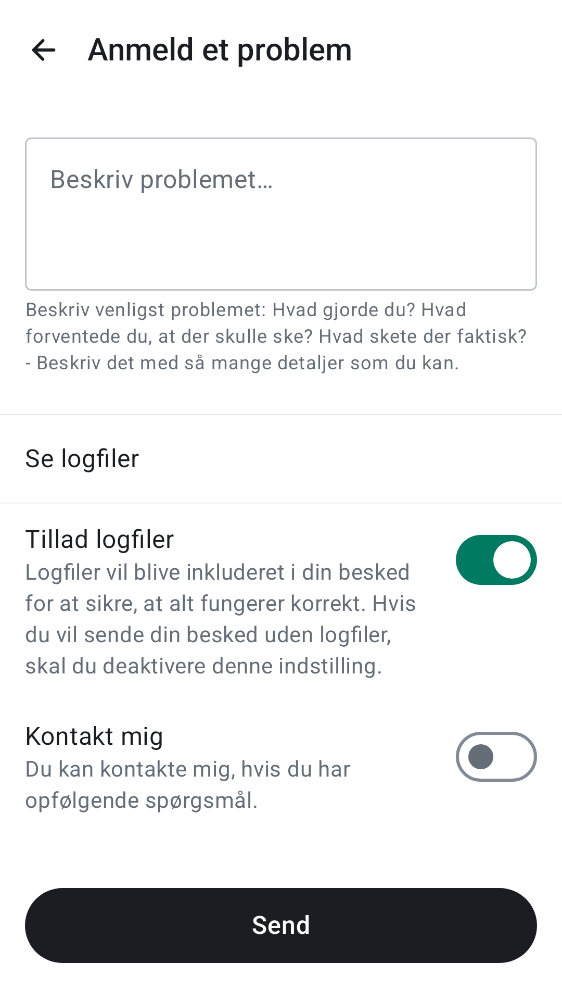 Anmeld et problem
Beskriv problemet…
Beskriv venligst problemet: Hvad gjorde du? Hvad
forventede du, at der skulle ske? Hvad skete der faktisk?
- Beskriv det med så mange detaljer som du kan.
Se logfiler
Tillad logfiler
Logfiler vil blive inkluderet i din besked
for at sikre, at alt fungerer korrekt. Hvis
du vil sende din besked uden logfiler,
skal du deaktivere denne indstilling.
Kontakt mig
Du kan kontakte mig, hvis du har
opfølgende spørgsmål.
Send